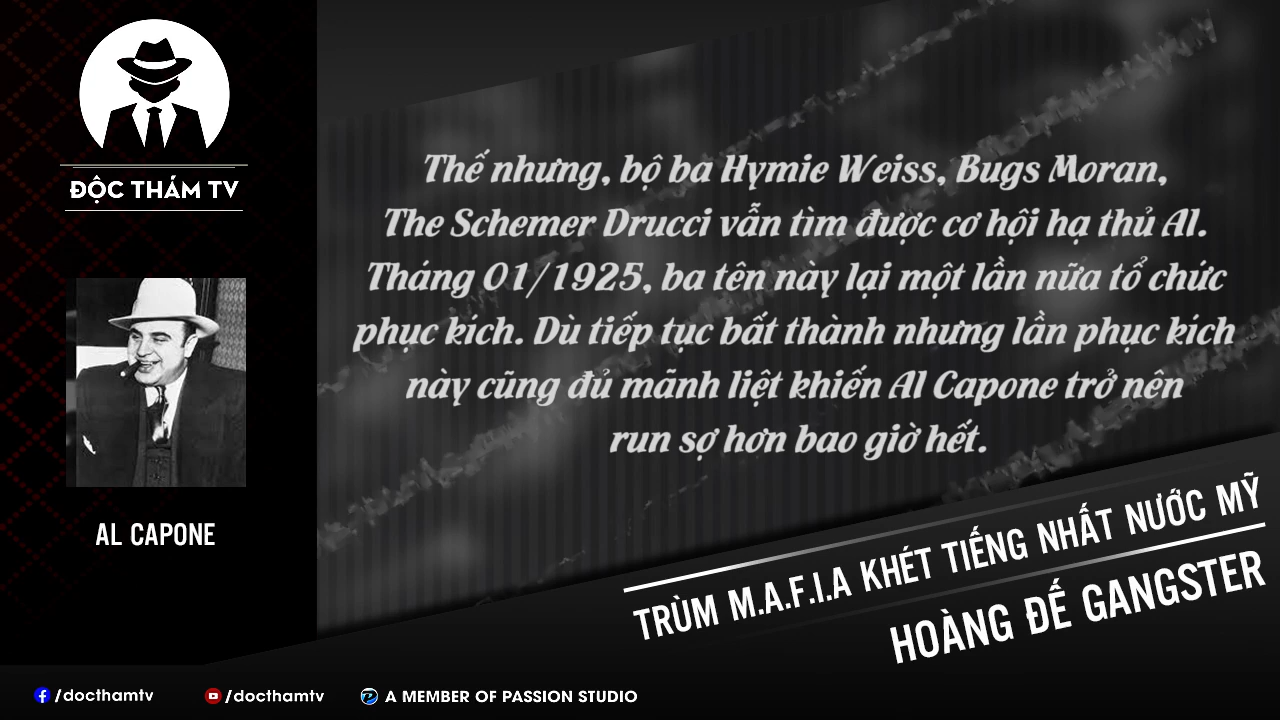 ĐỘC THÁM TV
AL CAPONE
Thế nhưng, bộ ba Hymie Weiss, Bugs Moran,
The Schemer Drucci vẫn tìm được cơ hội hạ thủ Al.
Tháng 01/1925, ba tên này lại một lần nữa tổ chức
phục kích. Dù tiếp tục bất thành nhưng lần phục kích
này cũng đủ mãnh liệt khiến Al Capone trở nên
run sợ hơn bao giờ hết.
TRÙM M.A.F.I.A KHÉT TIẾNG NHẤT NƯỚC MỸ
HOÀNG ĐẾ GANGSTER
/docthamtv
/docthamtv
A MEMBER OF PASSION STUDIO